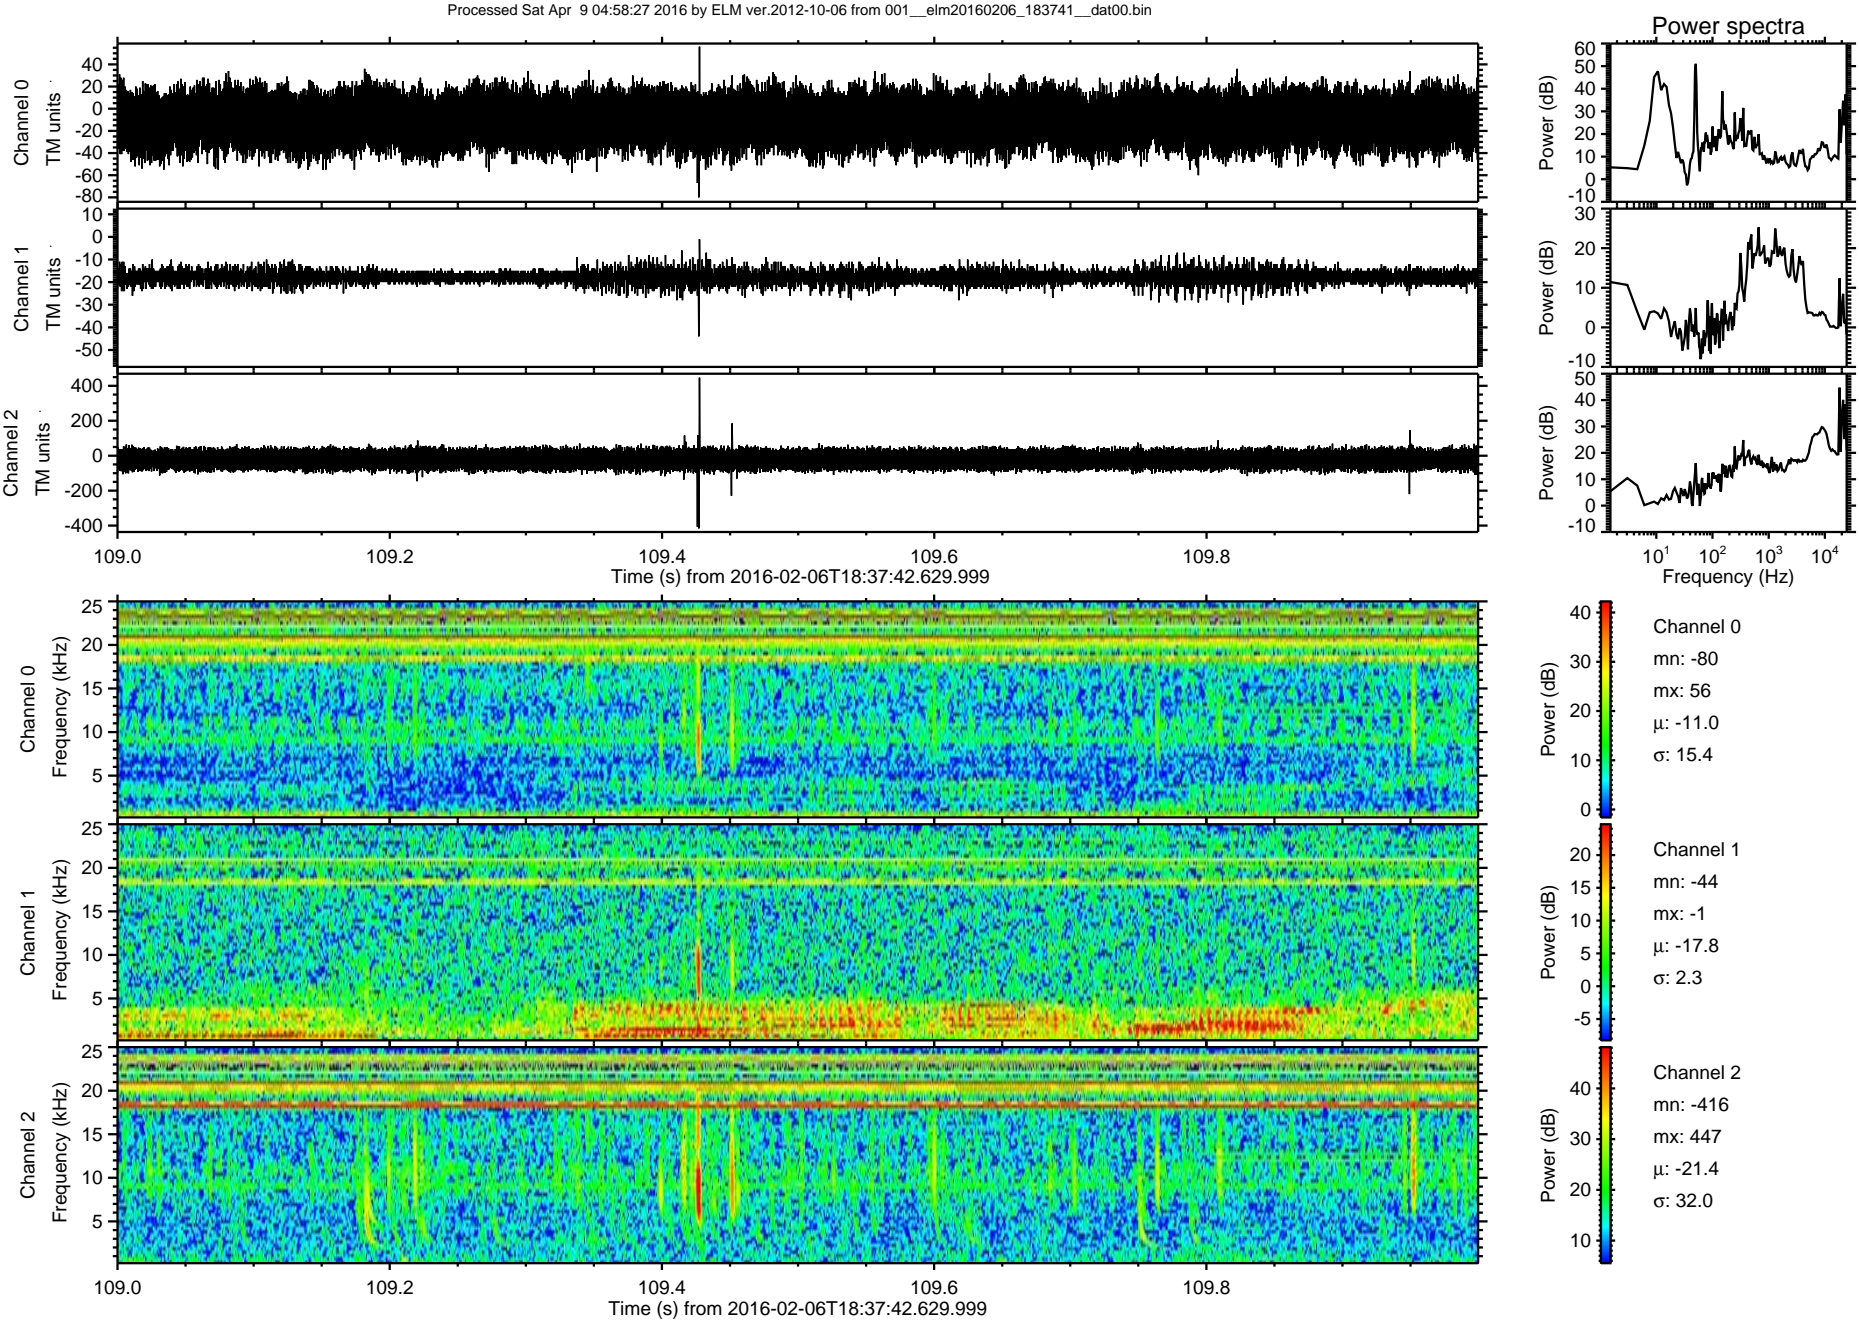 Processed Sat Apr  9 04:58:27 2016 by ELM ver.2012-10-06 from 001__elm20160206_183741__dat00.bin
Power spectra
Channel 0
TM units
40
20
0
-20
-40
-60
-80
Power (dB)
60
50
40
30
20
10
0
-10
Channel 1
TM units
10
0
-10
-20
-30
-40
-50
Power (dB)
30
20
10
0
-10
Channel 2
TM units
400
200
0
-200
-400
Power (dB)
50
40
30
20
10
0
-10
109.0 109.2 109.4 109.6 109.8
Time (s) from 2016-02-06T18:37:42.629.999
10^1 10^2 10^3 10^4
Frequency (Hz)
Channel 0
Frequency (kHz)
25
20
15
10
5
Power (dB)
40
30
20
10
0
Channel 0
mn: -80
mx: 56
μ: -11.0
σ: 15.4
Channel 1
Frequency (kHz)
25
20
15
10
5
Power (dB)
20
15
10
5
0
-5
Channel 1
mn: -44
mx: -1
μ: -17.8
σ: 2.3
Channel 2
Frequency (kHz)
25
20
15
10
5
Power (dB)
40
30
20
10
Channel 2
mn: -416
mx: 447
μ: -21.4
σ: 32.0
109.0 109.2 109.4 109.6 109.8
Time (s) from 2016-02-06T18:37:42.629.999